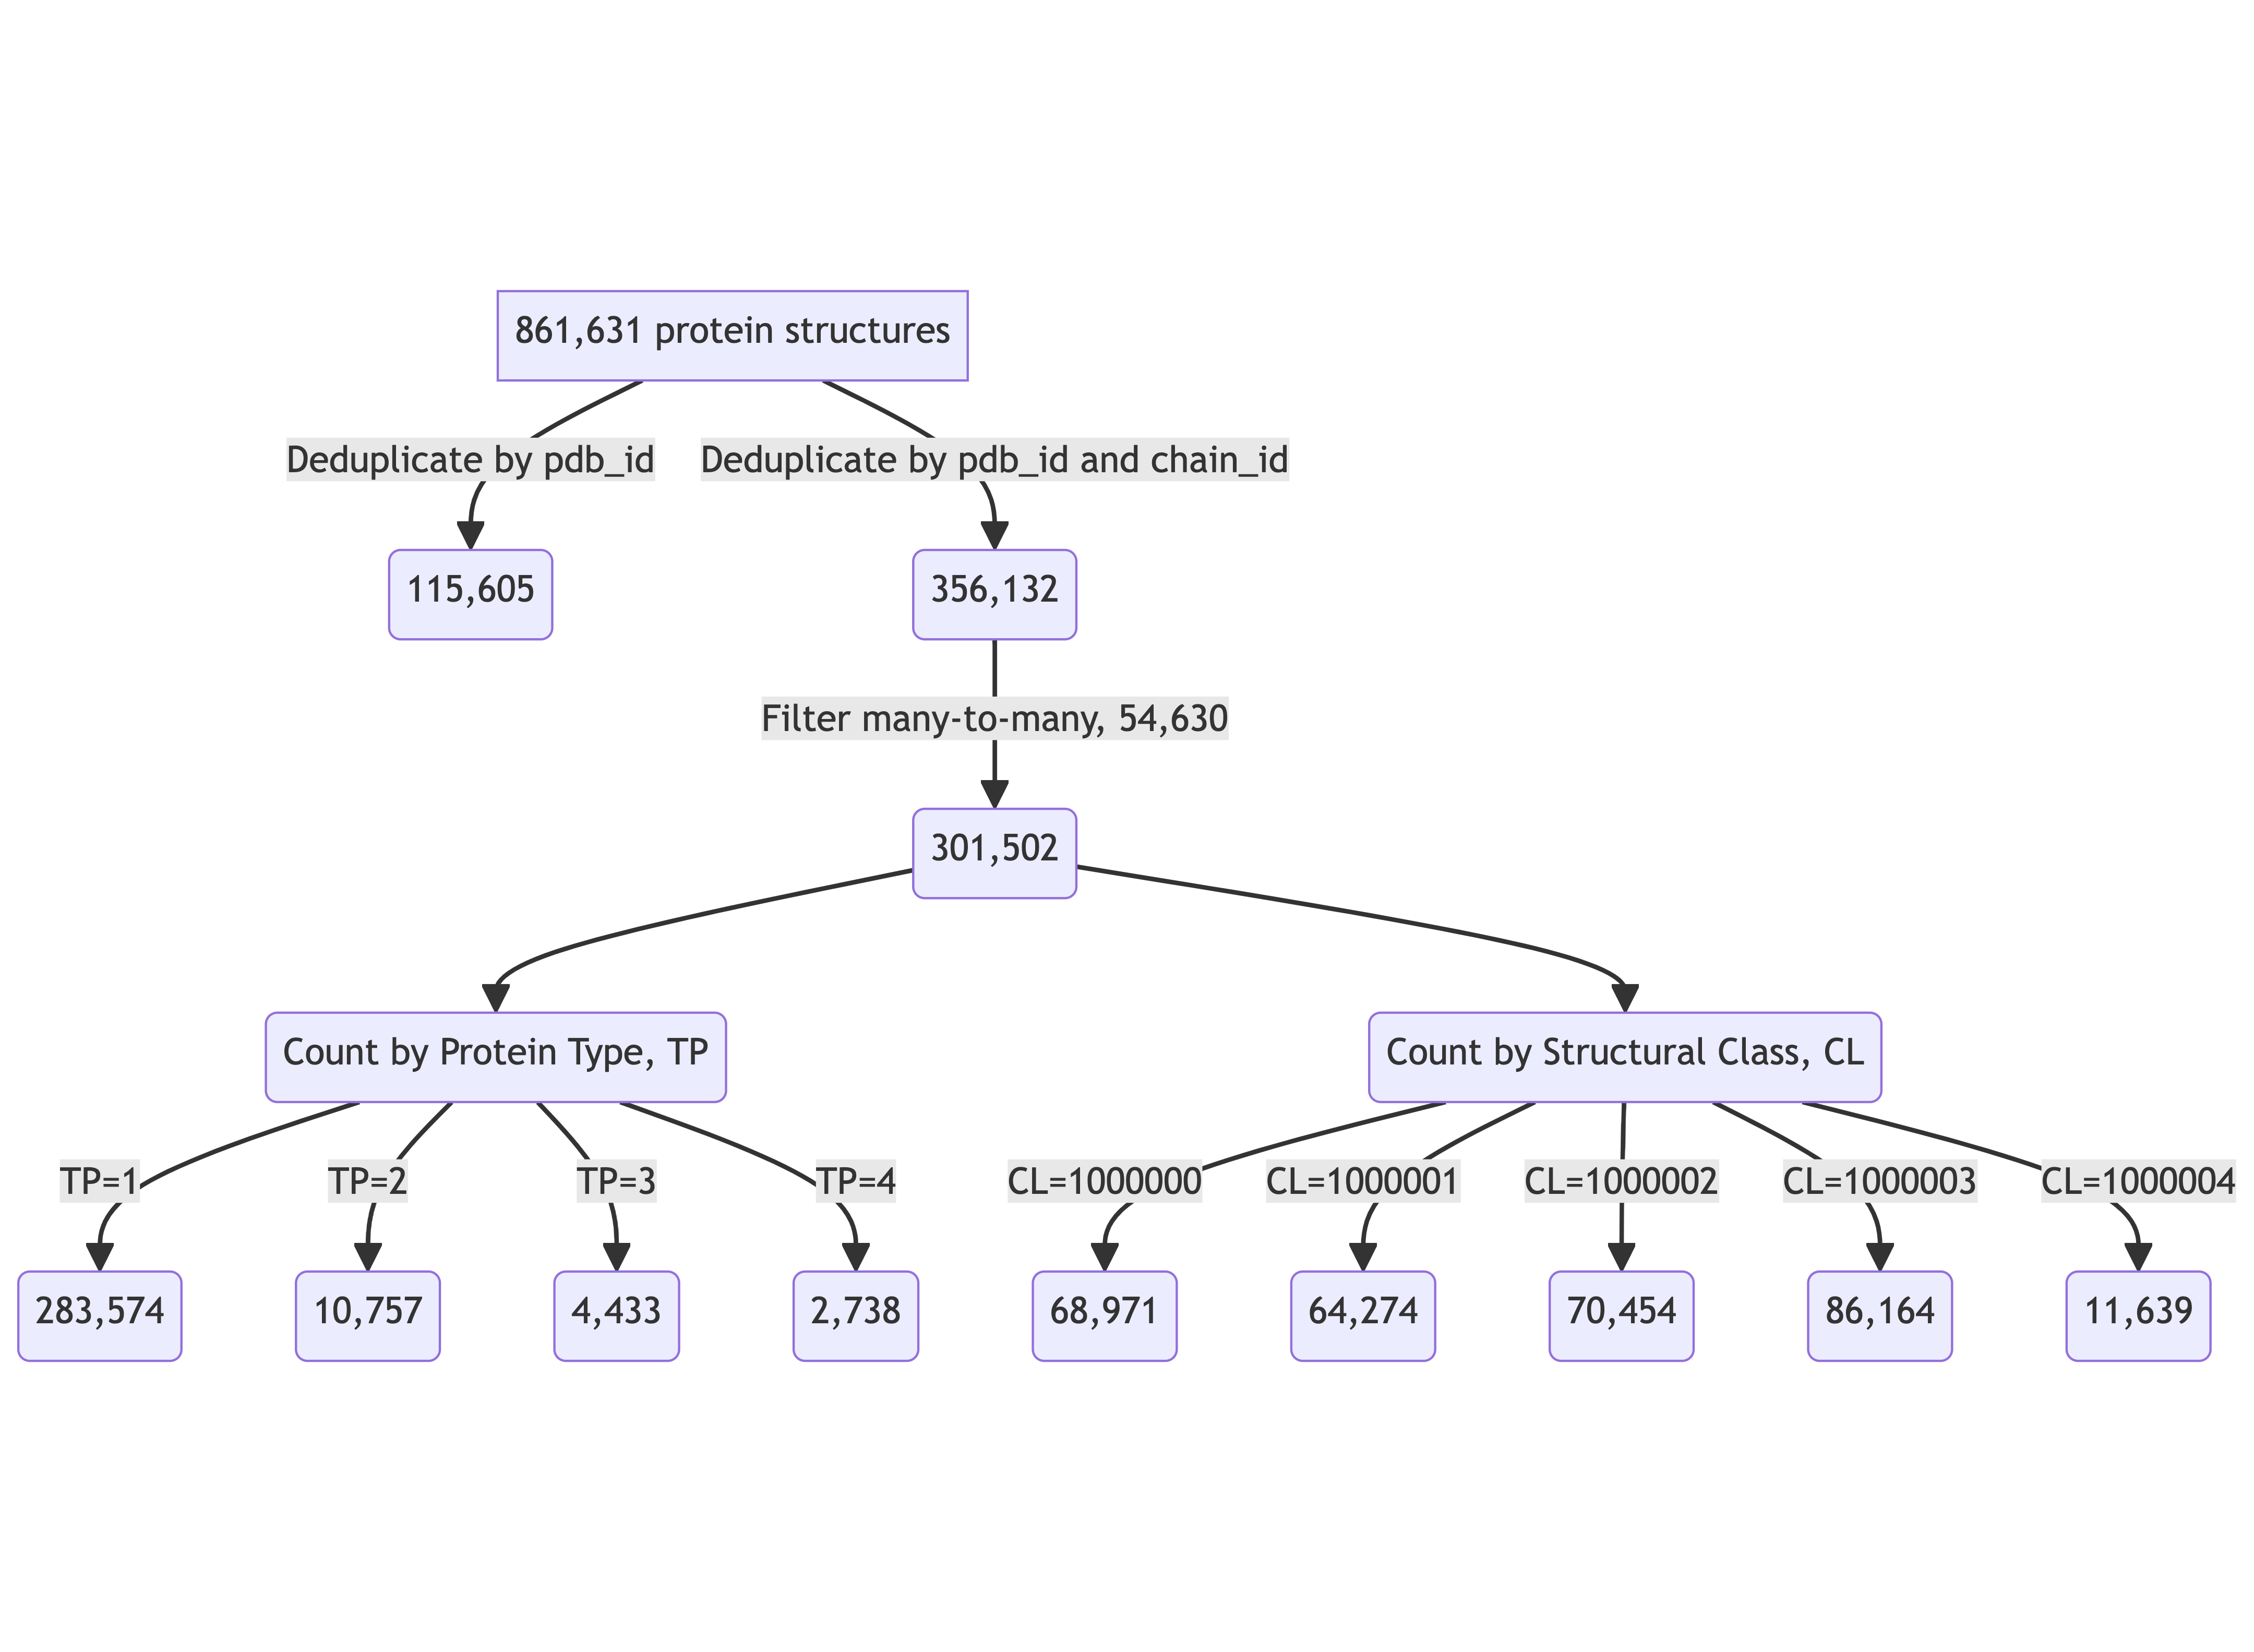 861,631 protein structures
Deduplicate by pdb_id
Deduplicate by pdb_id and chain_id
115,605
356,132
Filter many-to-many, 54,630
301,502
Count by Protein Type, TP
Count by Structural Class, CL
TP=1
TP=2
TP=3
TP=4
CL=1000000
CL=1000001
CL=1000002
CL=1000003
CL=1000004
283,574
10,757
4,433
2,738
68,971
64,274
70,454
86,164
11,639